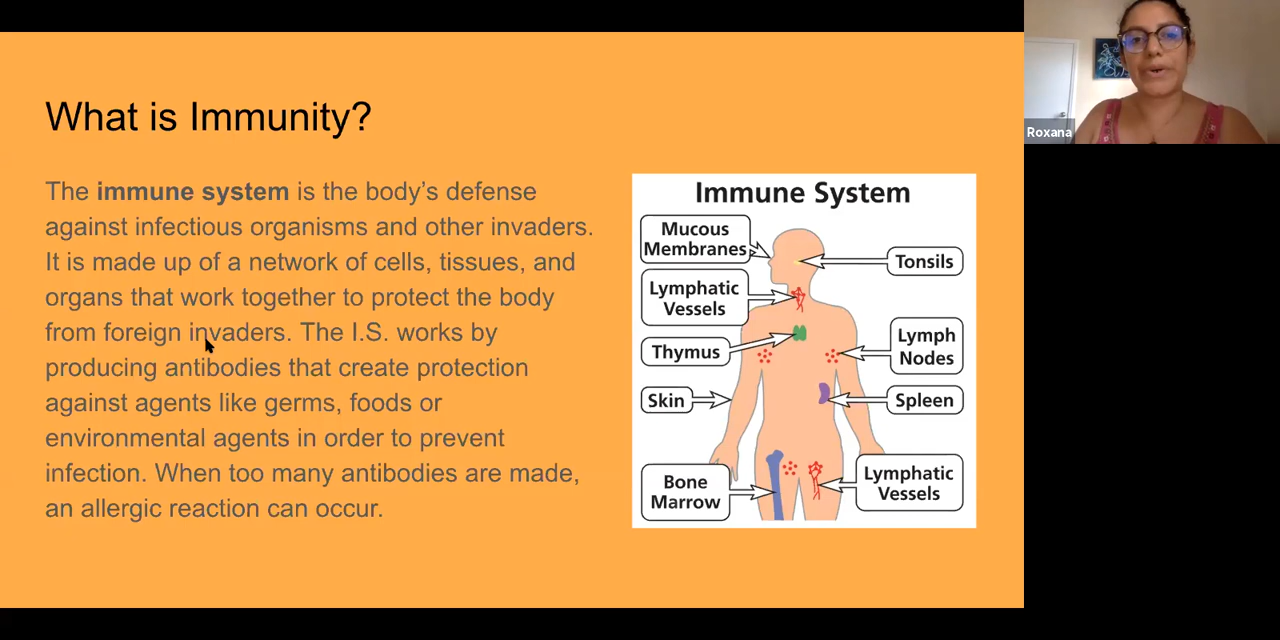 What is Immunity?
The immune system is the body’s defense
against infectious organisms and other invaders.
It is made up of a network of cells, tissues, and
organs that work together to protect the body
from foreign invaders. The I.S. works by
producing antibodies that create protection
against agents like germs, foods or
environmental agents in order to prevent
infection. When too many antibodies are made,
an allergic reaction can occur.
Immune System
Mucous
Membranes
Tonsils
Lymphatic
Vessels
Thymus
Lymph
Nodes
Skin
Spleen
Bone
Marrow
Lymphatic
Vessels
Roxana